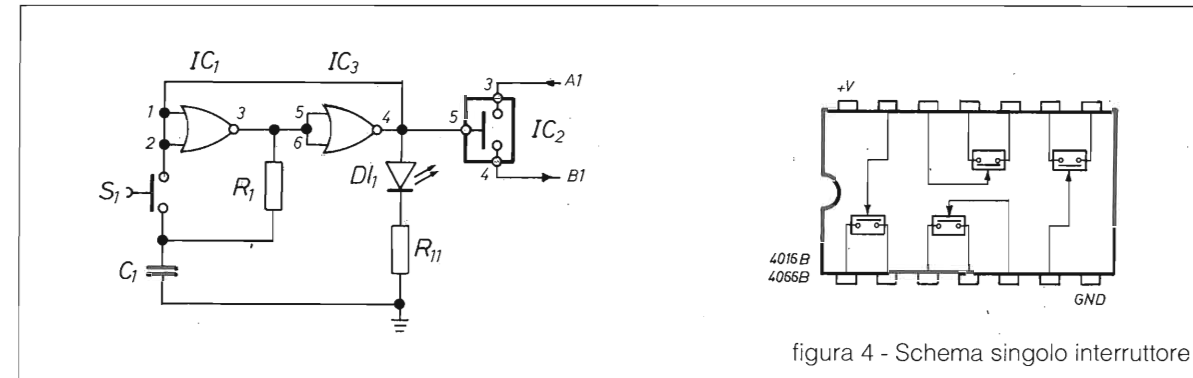 IC1
IC3
1
2
3
5
6
4
5
3
A1
IC2
4
B1
S1
R1
DI1
R11
C1
+V
4016B
4066B
GND
figura 4 - Schema singolo interruttore